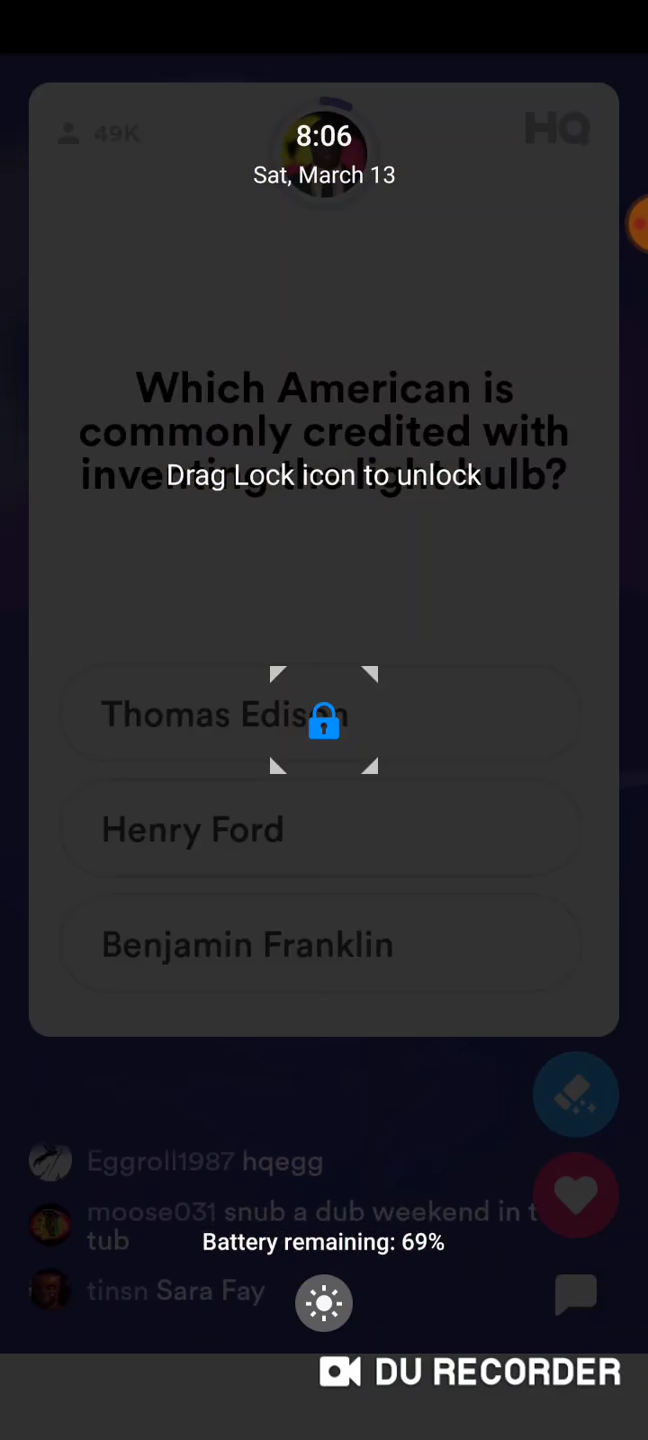 49K
HQ
8:06
Sat, March 13
Which American is
commonly credited with
inventing the light bulb?
Drag Lock icon to unlock
Thomas Edison
Henry Ford
Benjamin Franklin
Eggroll1987 hqegg
moose031 snub a dub weekend in t
tub
Battery remaining: 69%
tinsn Sara Fay
DU RECORDER